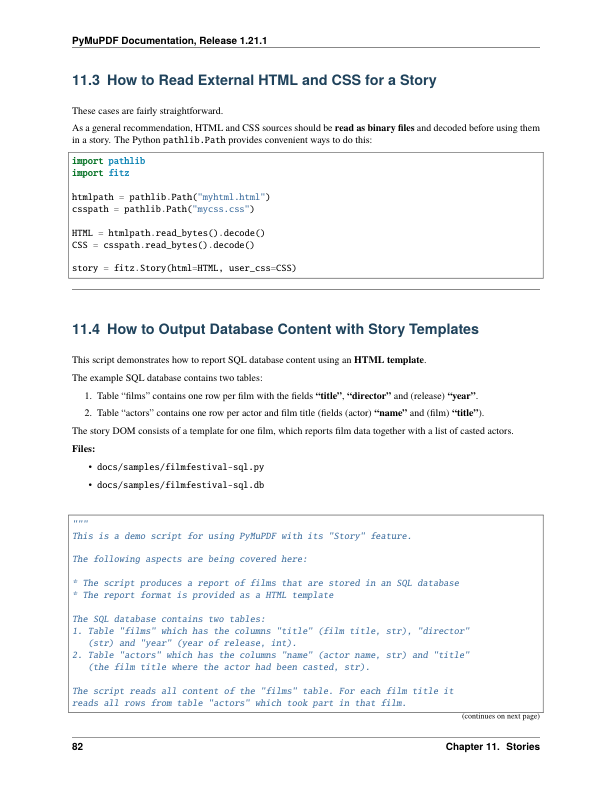 PyMuPDF Documentation, Release 1.21.1
11.3 How to Read External HTML and CSS for a Story
These cases are fairly straightforward.
As a general recommendation, HTML and CSS sources should be read as binary files and decoded before using them
in a story. The Python pathlib.Path provides convenient ways to do this:
import pathlib
import fitz
htmlpath = pathlib.Path("myhtml.html")
csspath = pathlib.Path("mycss.css")
HTML = htmlpath.read_bytes().decode()
CSS = csspath.read_bytes().decode()
story = fitz.Story(html=HTML, user_css=CSS)
11.4 How to Output Database Content with Story Templates
This script demonstrates how to report SQL database content using an HTML template.
The example SQL database contains two tables:
1. Table “films” contains one row per film with the fields “title”, “director” and (release) “year”.
2. Table “actors” contains one row per actor and film title (fields (actor) “name” and (film) “title”).
The story DOM consists of a template for one film, which reports film data together with a list of casted actors.
Files:
• docs/samples/filmfestival-sql.py
• docs/samples/filmfestival-sql.db
"""
This is a demo script for using PyMuPDF with its "Story" feature.
The following aspects are being covered here:
* The script produces a report of films that are stored in an SQL database
* The report format is provided as a HTML template
The SQL database contains two tables:
1. Table "films" which has the columns "title" (film title, str), "director"
(str) and "year" (year of release, int).
2. Table "actors" which has the columns "name" (actor name, str) and "title"
(the film title where the actor had been casted, str).
The script reads all content of the "films" table. For each film title it
reads all rows from table "actors" which took part in that film.
(continues on next page)
82 Chapter 11. Stories